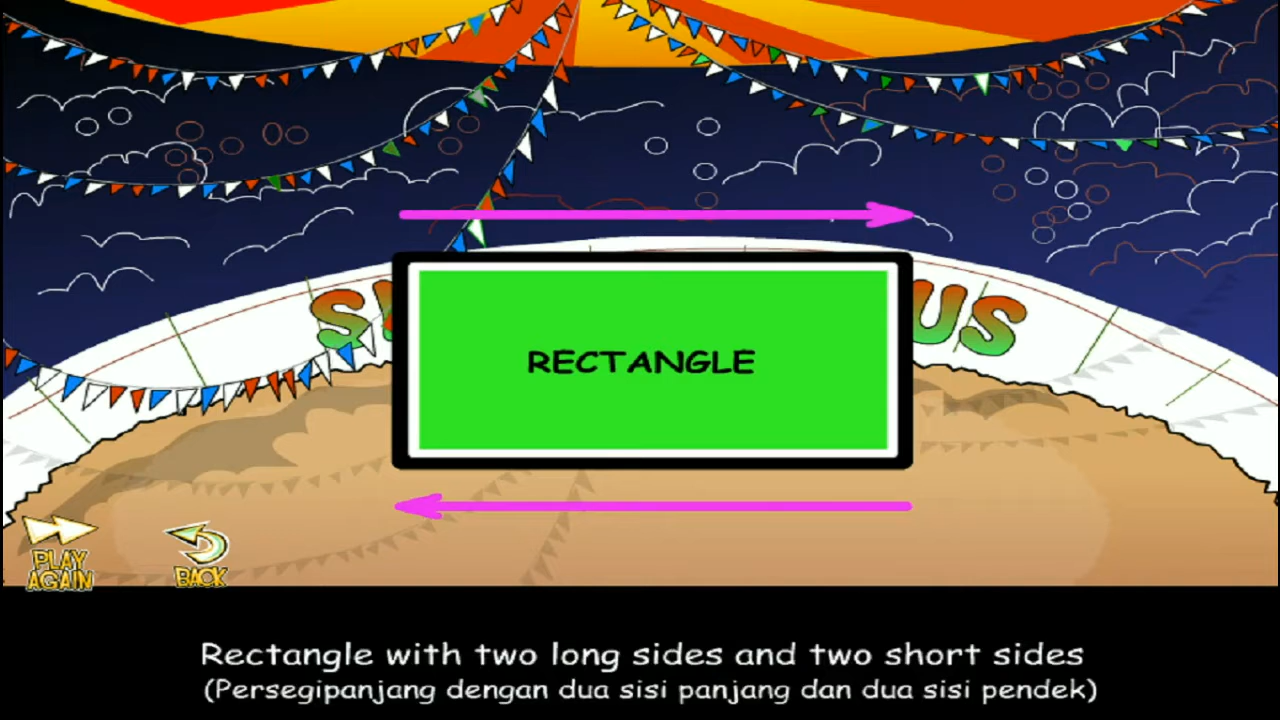 US
RECTANGLE
PLAY
AGAIN
BACK
Rectangle with two long sides and two short sides
(Persegipanjang dengan dua sisi panjang dan dua sisi pendek)